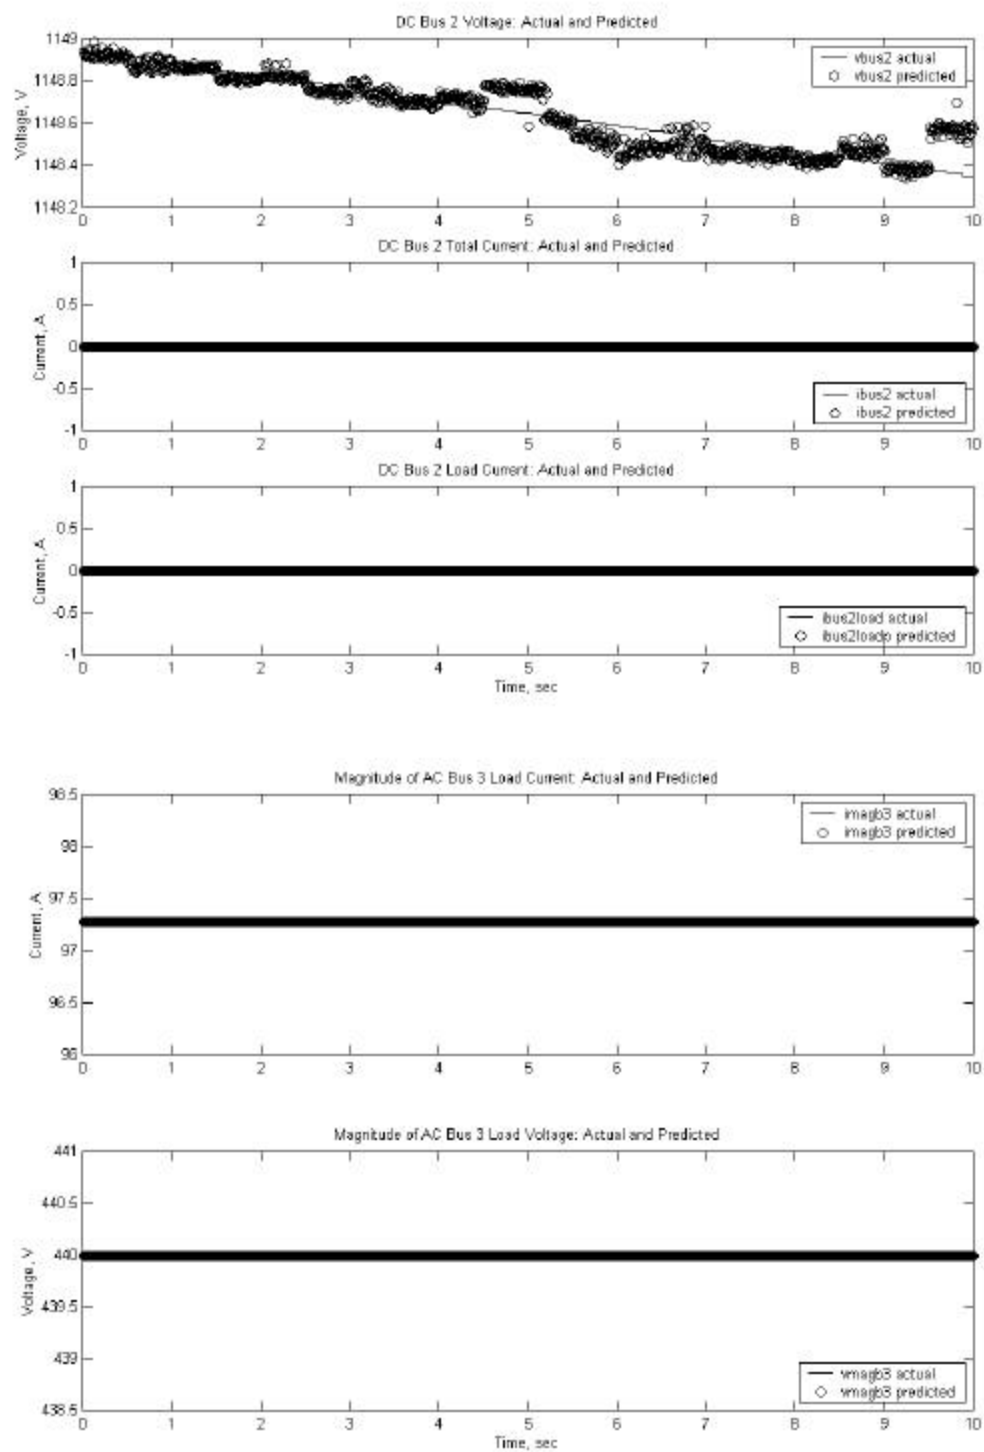 DC Bus 2 Voltage: Actual and Predicted
1149
1148.8
1148.6
1148.4
1148.2
Voltage, V
vbus2 actual
vbus2 predicted
0 1 2 3 4 5 6 7 8 9 10
DC Bus 2 Total Current: Actual and Predicted
1
0.5
0
-0.5
-1
Current, A
ibus2 actual
ibus2 predicted
0 1 2 3 4 5 6 7 8 9 10
DC Bus 2 Load Current: Actual and Predicted
1
0.5
0
-0.5
-1
Current, A
ibus2load actual
ibus2loadp predicted
0 1 2 3 4 5 6 7 8 9 10
Time, sec
Magnitude of AC Bus 3 Load Current: Actual and Predicted
98.5
98
97.5
97
96.5
96
Current, A
imagb3 actual
imagb3 predicted
0 1 2 3 4 5 6 7 8 9 10
Magnitude of AC Bus 3 Load Voltage: Actual and Predicted
441
440.5
440
439.5
439
438.5
Voltage, V
vmagb3 actual
vmagb3 predicted
0 1 2 3 4 5 6 7 8 9 10
Time, sec